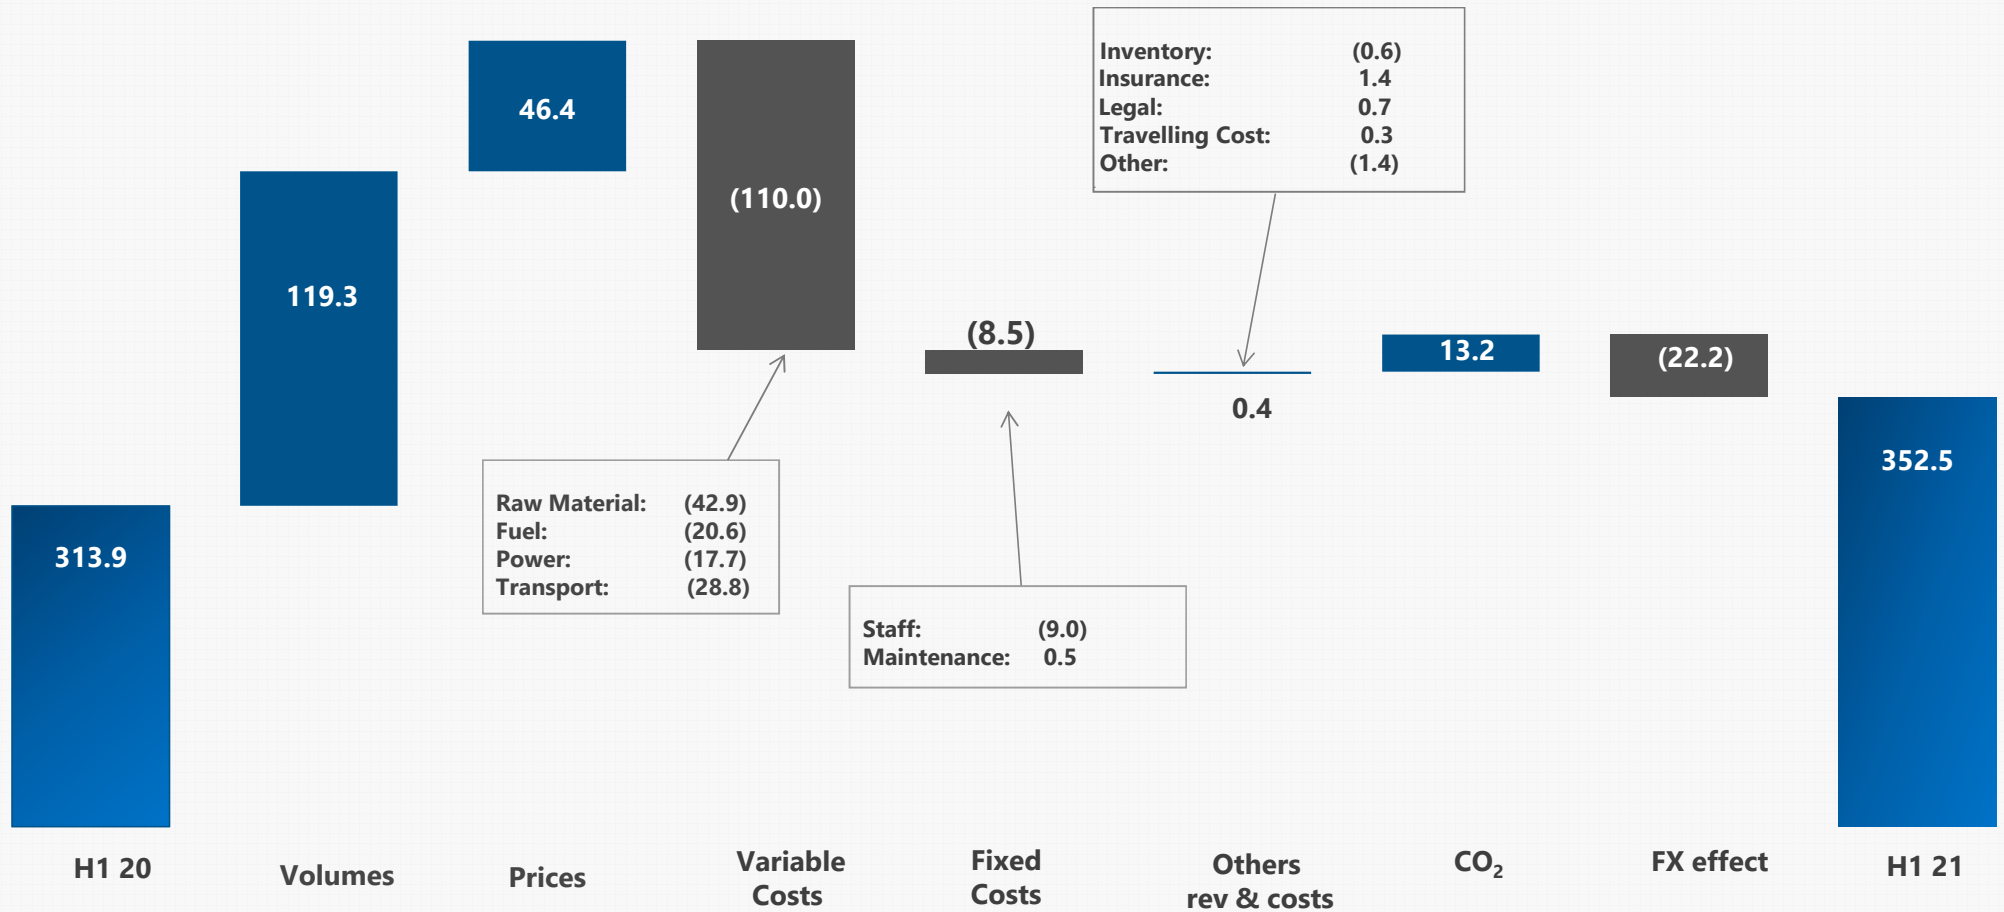 Inventory: (0.6)
Insurance: 1.4
Legal: 0.7
Travelling Cost: 0.3
Other: (1.4)
46.4
(110.0)
119.3
(8.5)
13.2
(22.2)
0.4
352.5
313.9
Raw Material: (42.9)
Fuel: (20.6)
Power: (17.7)
Transport: (28.8)
Staff: (9.0)
Maintenance: 0.5
H1 20
Volumes
Prices
Variable
Costs
Fixed
Costs
Others
rev & costs
CO₂
FX effect
H1 21